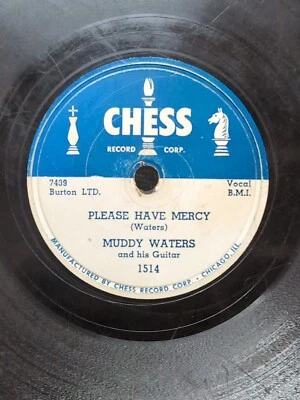 CHESS
RECORD CORP.
7439 Vocal
Burton LTD. B.M.I.
PLEASE HAVE MERCY
(Waters)
MUDDY WATERS
and his Guitar
1514
MANUFACTURED BY CHESS RECORD CORP. - CHICAGO, ILL.